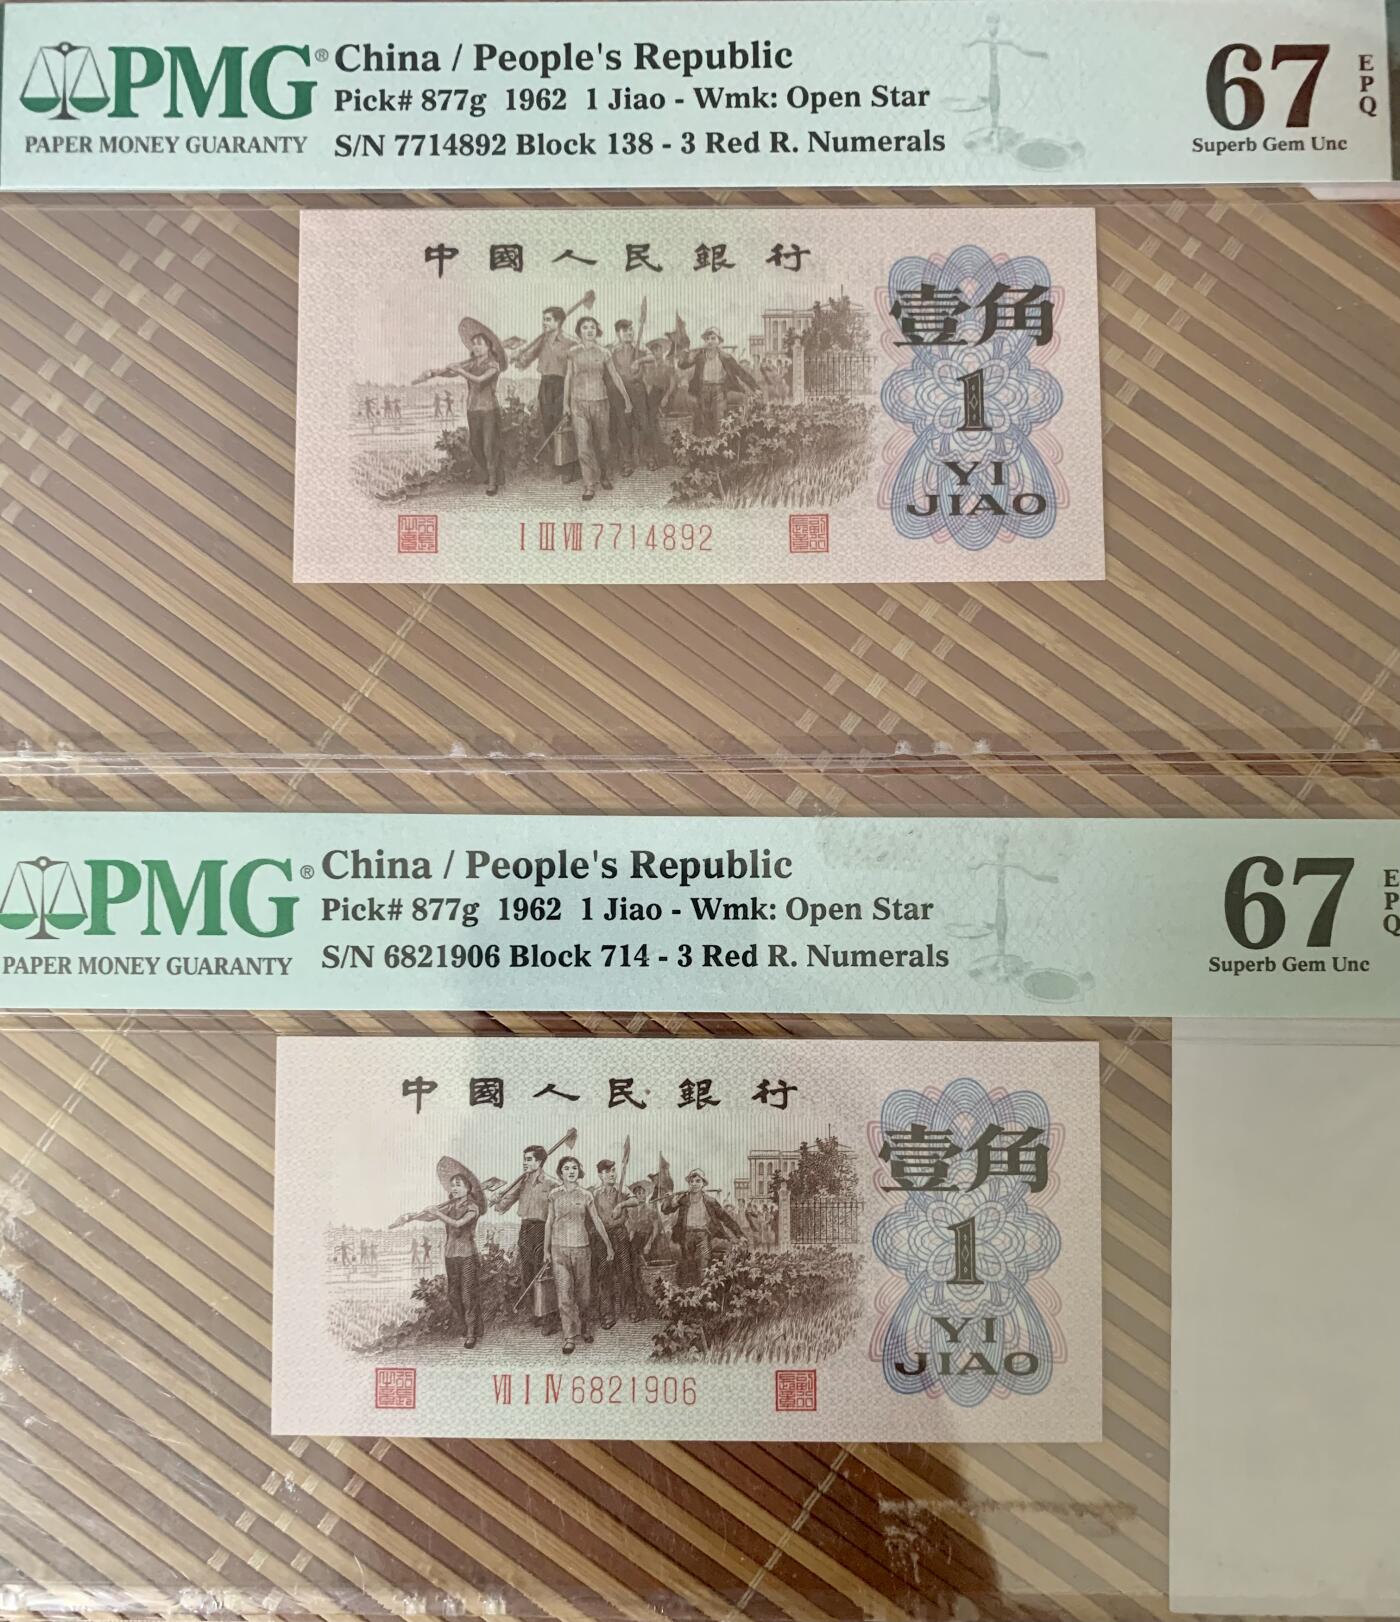 PMG®
PAPER MONEY GUARANTY
China / People's Republic
Pick# 877g 1962 1 Jiao - Wmk: Open Star
S/N 7714892 Block 138 - 3 Red R. Numerals
67
EPQ
Superb Gem Unc
中國人民銀行
壹角
1
YI
JIAO
I III VIII 7714892
PMG®
PAPER MONEY GUARANTY
China / People's Republic
Pick# 877g 1962 1 Jiao - Wmk: Open Star
S/N 6821906 Block 714 - 3 Red R. Numerals
67
EPQ
Superb Gem Unc
中國人民銀行
壹角
1
YI
JIAO
VII I IV 6821906